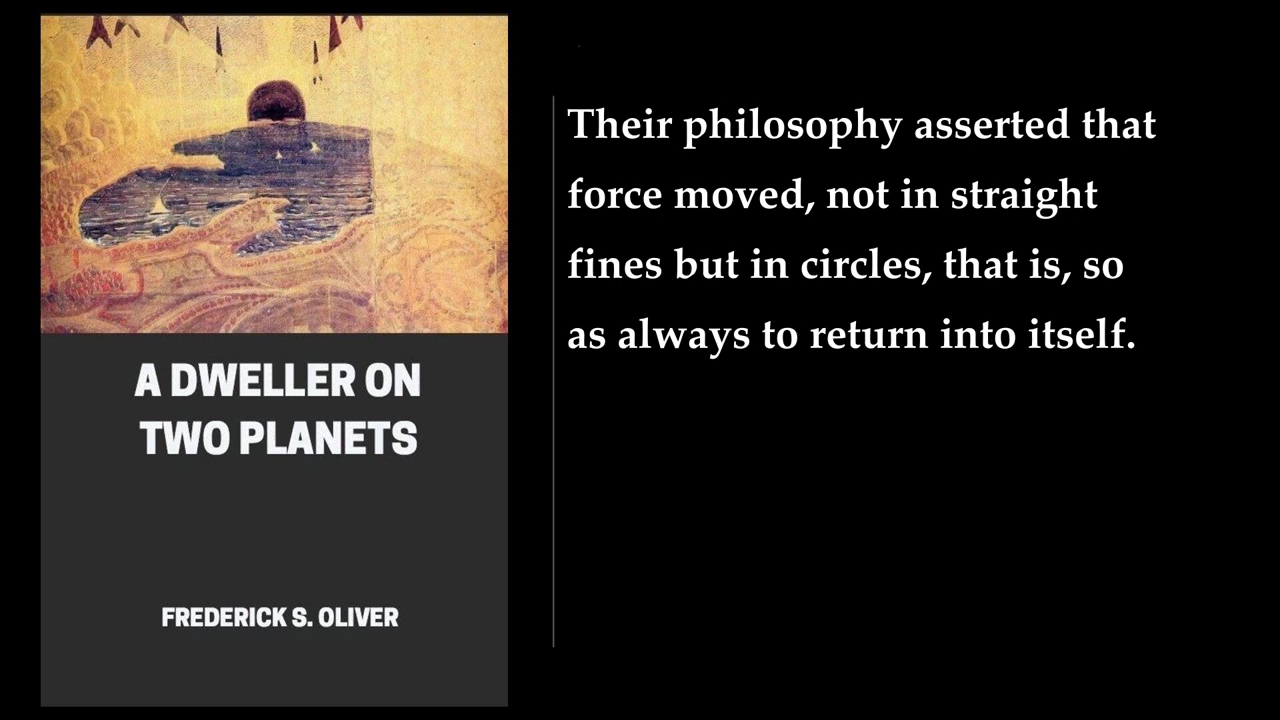 A DWELLER ON
TWO PLANETS
FREDERICK S. OLIVER
Their philosophy asserted that
force moved, not in straight
fines but in circles, that is, so
as always to return into itself.